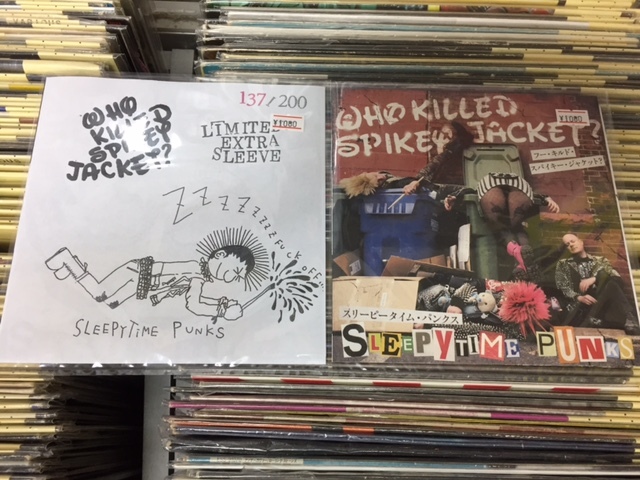 WHO
KILLED
SPIKEY
JACKET?
137/200
LIMITED
¥1080
EXTRA
SLEEVE
ZZZZZZZZFUCK OFF!!
SLEEPYTIME PUNKS
WHO KILLED
SPIKEY JACKET?
¥1080
フー・キルド・
スパイキー・ジャケット?
スリーピータイム・パンクス
SLEEPYTIME PUNKS